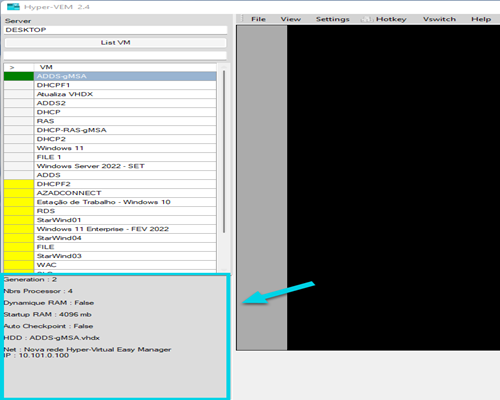 Hyper-VEM 2.4
Server
DESKTOP
List VM
File View Settings Hotkey Vswitch Help
> VM
ADDS-gMSA
DHCPF1
Atualiza VHDX
ADDS2
DHCP
RAS
DHCP-RAS-gMSA
DHCP2
Windows 11
FILE 1
Windows Server 2022 - SET
ADDS
DHCPF2
AZADCONNECT
Estação de Trabalho - Windows 10
RDS
StarWind01
Windows 11 Enterprise - FEV 2022
StarWind04
FILE
StarWind03
WAC
Generation : 2
Nbrs Processor : 4
Dynamique RAM : False
Startup RAM : 4096 mb
Auto Checkpoint : False
HDD : ADDS-gMSA.vhdx
Net : Nova rede Hyper-Virtual Easy Manager
IP : 10.101.0.100